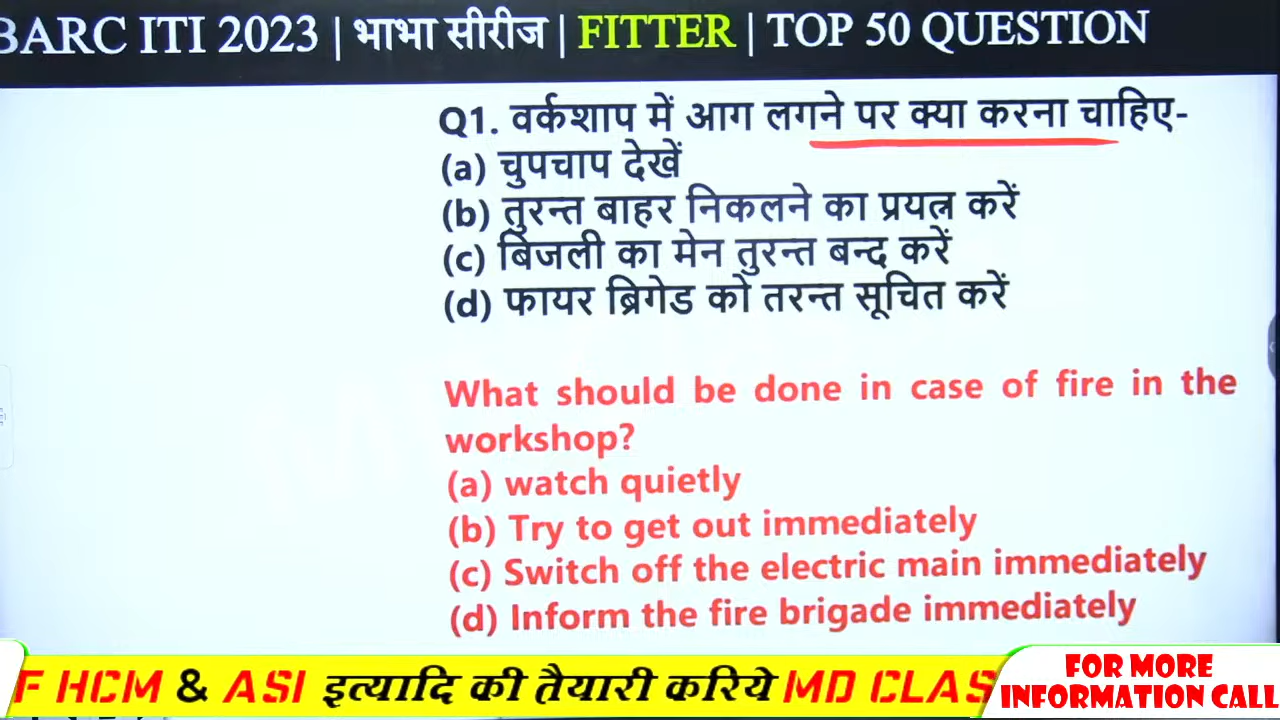 BARC ITI 2023 | भाभा सीरीज | FITTER | TOP 50 QUESTION
Q1. वर्कशाप में आग लगने पर क्या करना चाहिए-
(a) चुपचाप देखें
(b) तुरन्त बाहर निकलने का प्रयत्न करें
(c) बिजली का मेन तुरन्त बन्द करें
(d) फायर ब्रिगेड को तरन्त सूचित करें
What should be done in case of fire in the
workshop?
(a) watch quietly
(b) Try to get out immediately
(c) Switch off the electric main immediately
(d) Inform the fire brigade immediately
F HCM & ASI इत्यादि की तैयारी करिये MD CLAS
FOR MORE
INFORMATION CALL